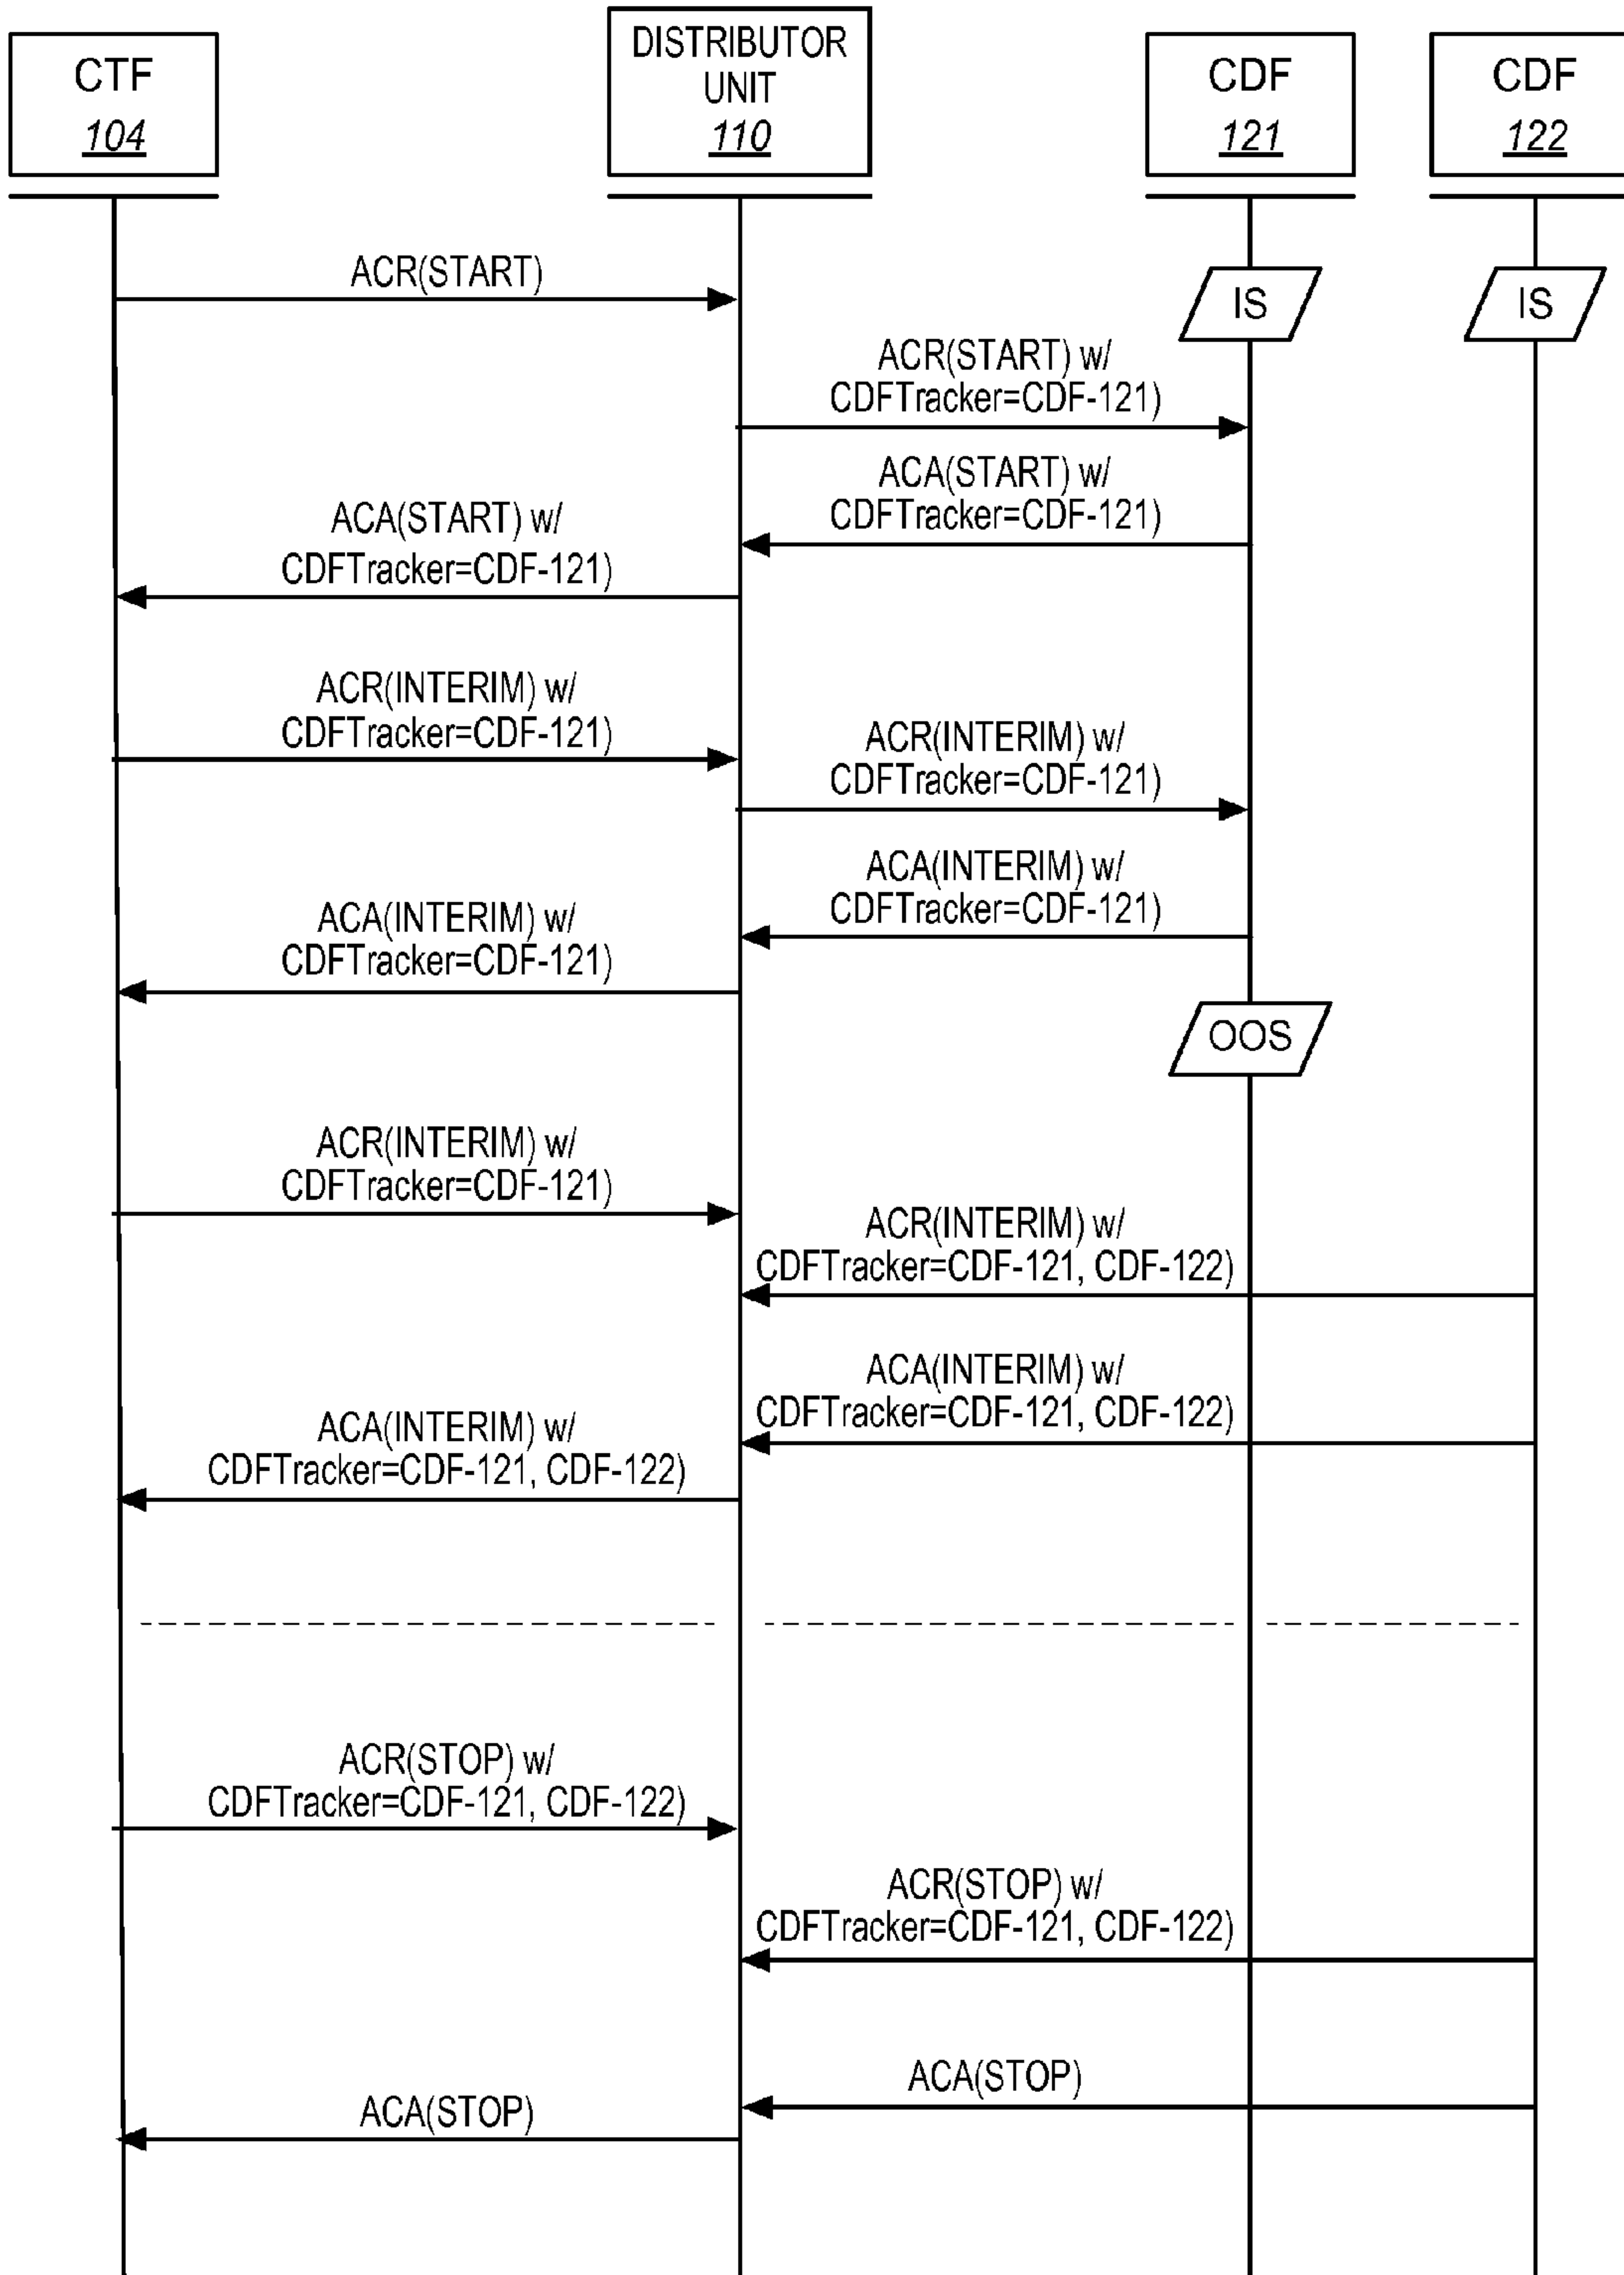 CTF
104
DISTRIBUTOR
UNIT
110
CDF
121
CDF
122
ACR(START)
IS
IS
ACR(START) w/
CDFTracker=CDF-121)
ACA(START) w/
CDFTracker=CDF-121)
ACA(START) w/
CDFTracker=CDF-121)
ACR(INTERIM) w/
CDFTracker=CDF-121)
ACR(INTERIM) w/
CDFTracker=CDF-121)
ACA(INTERIM) w/
CDFTracker=CDF-121)
ACA(INTERIM) w/
CDFTracker=CDF-121)
OOS
ACR(INTERIM) w/
CDFTracker=CDF-121)
ACR(INTERIM) w/
CDFTracker=CDF-121, CDF-122)
ACA(INTERIM) w/
CDFTracker=CDF-121, CDF-122)
ACA(INTERIM) w/
CDFTracker=CDF-121, CDF-122)
ACR(STOP) w/
CDFTracker=CDF-121, CDF-122)
ACR(STOP) w/
CDFTracker=CDF-121, CDF-122)
ACA(STOP)
ACA(STOP)